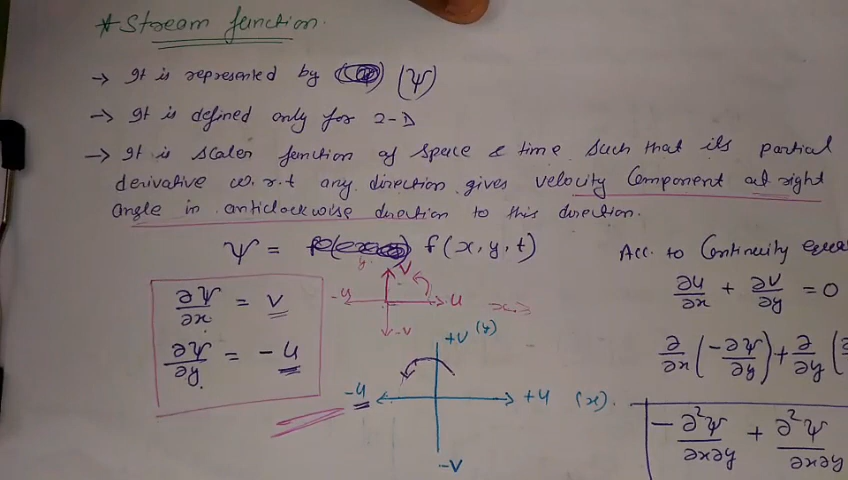 * Stream function.
→ It is represented by (ψ)
→ It is defined only for 2-D
→ It is scaler function of space & time such that its partial
derivative w.r.t any direction gives velocity Component at right
angle in anticlockwise direction to this direction.
ψ = f(x, y, t)
Acc. to Continuity
∂ψ/∂x = v
∂ψ/∂y = -u
y
v
-u
u
-v
+v (y)
-u
+u (x).
-v
∂u/∂x + ∂v/∂y = 0
∂/∂x (-∂ψ/∂y) + ∂/∂y (
-∂²ψ/∂x∂y + ∂²ψ/∂x∂y